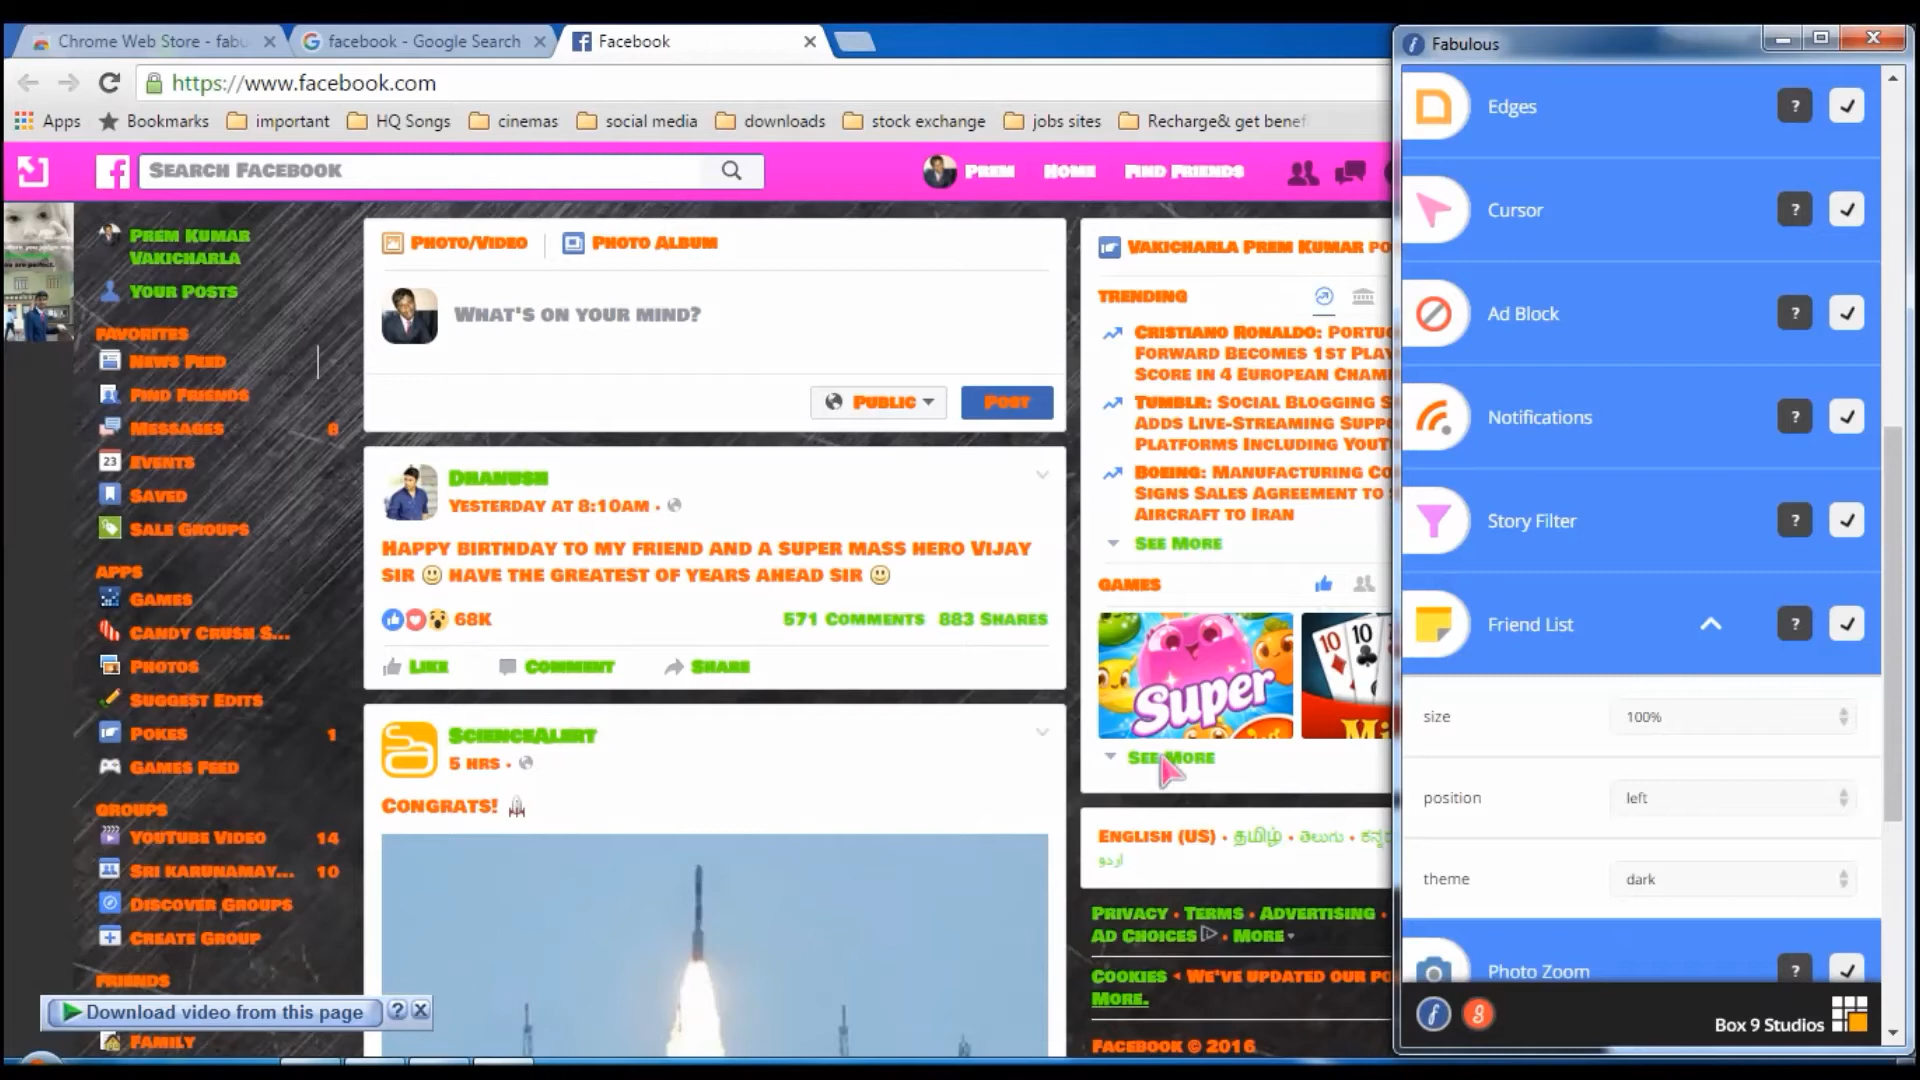 Chrome Web Store - fabu
facebook - Google Search
Facebook
https://www.facebook.com
Apps
Bookmarks
important
HQ Songs
cinemas
social media
downloads
stock exchange
jobs sites
Recharge& get benef
Search Facebook
Prem
Home
Find Friends
Prem Kumar
Vakicharla
Your Posts
Favorites
News Feed
Find Friends
Messages 8
23 Events
Saved
Sale Groups
Apps
Games
Candy Crush S...
Photos
Suggest Edits
Pokes 1
Games Feed
Groups
YouTube Video 14
Sri karunamay... 10
Discover Groups
Create Group
Friends
Download video from this page ? X
Family
Photo/Video
Photo Album
What's on your mind?
Public
Post
Dhanush
Yesterday at 8:10am ·
Happy birthday to my friend and a super mass hero Vijay
sir 🙂 have the greatest of years ahead sir 🙂
68K
571 Comments 883 Shares
Like Comment Share
ScienceAlert
5 hrs ·
Congrats!
Vakicharla Prem Kumar po
Trending
Cristiano Ronaldo: Portug
Forward Becomes 1st Play
Score in 4 European Cham
Tumblr: Social Blogging S
Adds Live-Streaming Supp
Platforms Including YouT
Boeing: Manufacturing Co
Signs Sales Agreement to
Aircraft to Iran
See More
Games
Super
10 10
Mi
See More
English (US) · தமிழ் · తెలుగు · ಕನ್ನ
اردو
Privacy · Terms · Advertising ·
Ad Choices · More
Cookies We've updated our po
More.
Facebook © 2016
Fabulous
Edges ?
Cursor ?
Ad Block ?
Notifications ?
Story Filter ?
Friend List ?
size 100%
position left
theme dark
Photo Zoom ?
Box 9 Studios